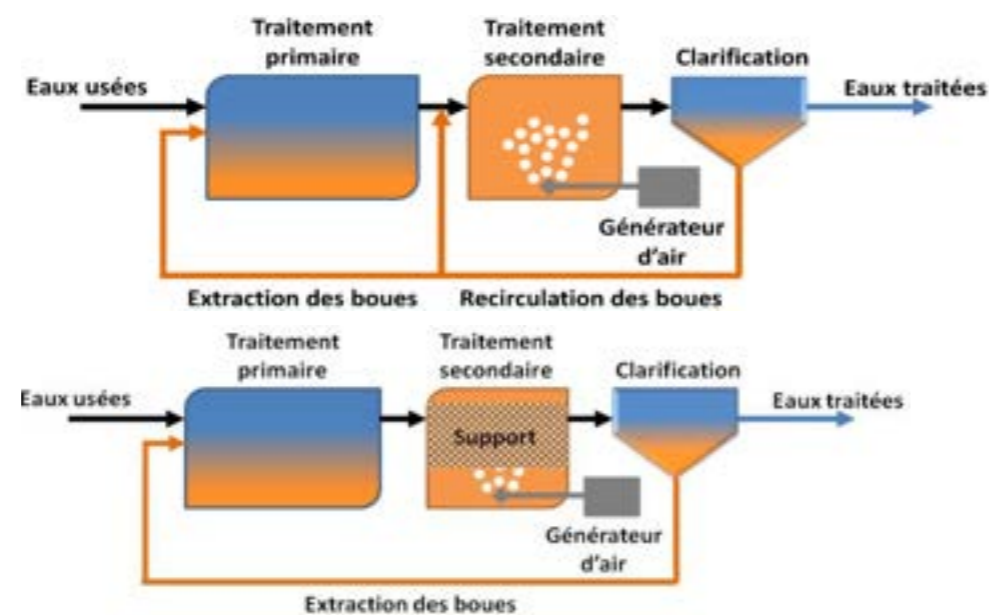 Traitement
primaire
Traitement
secondaire
Clarification
Eaux usées
Eaux traitées
Générateur
d'air
Extraction des boues
Recirculation des boues
Traitement
primaire
Traitement
secondaire
Clarification
Eaux usées
Eaux traitées
Support
Générateur
d'air
Extraction des boues